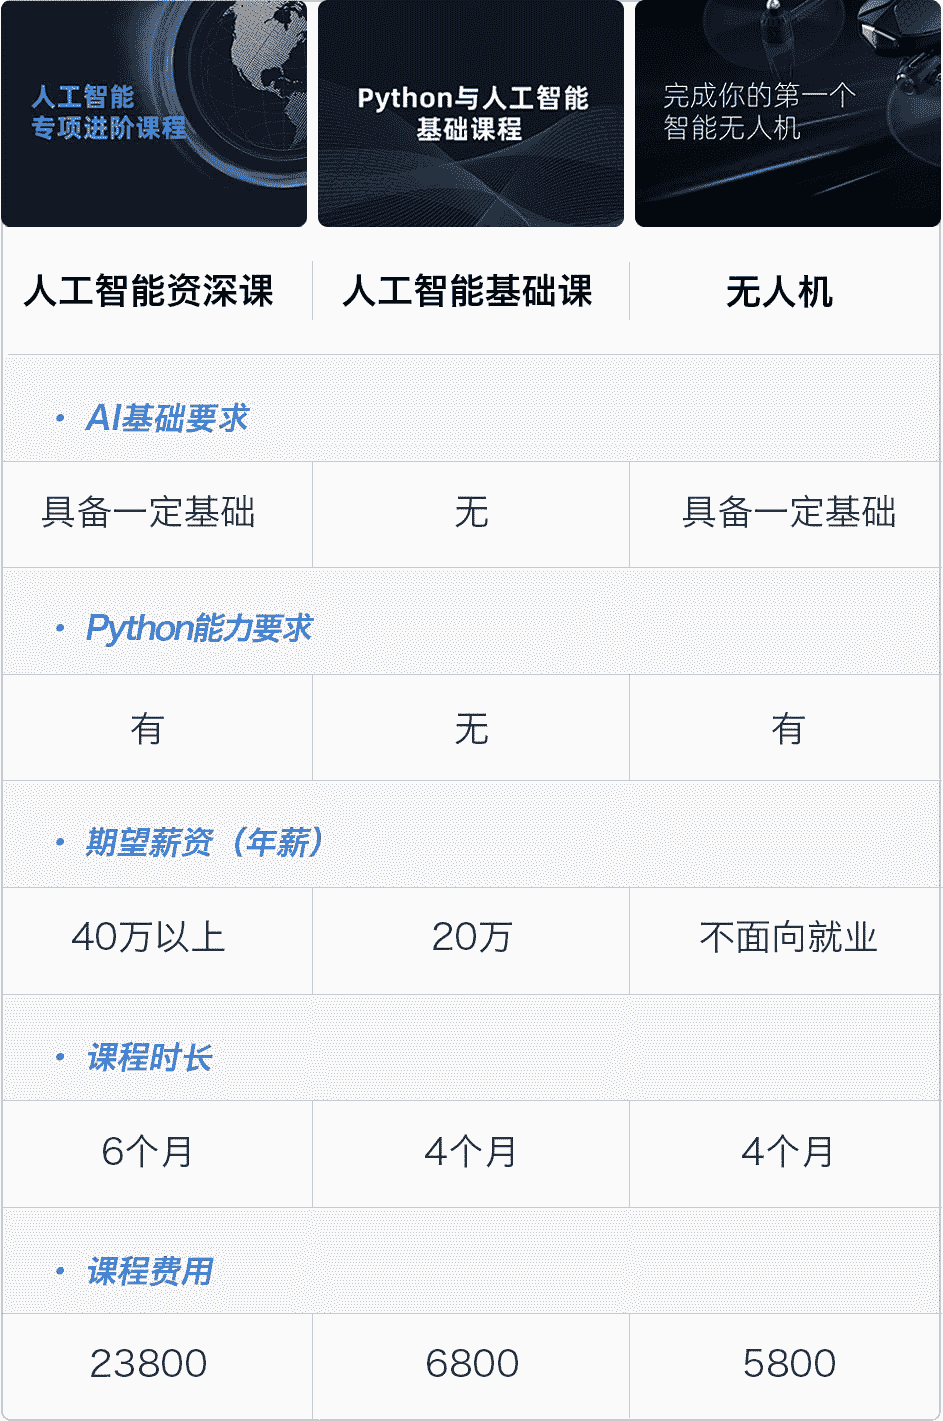 人工智能
专项进阶课程
Python与人工智能
基础课程
完成你的第一个
智能无人机
人工智能资深课 人工智能基础课 无人机
· AI基础要求
具备一定基础 无 具备一定基础
· Python能力要求
有 无 有
· 期望薪资（年薪）
40万以上 20万 不面向就业
· 课程时长
6个月 4个月 4个月
· 课程费用
23800 6800 5800